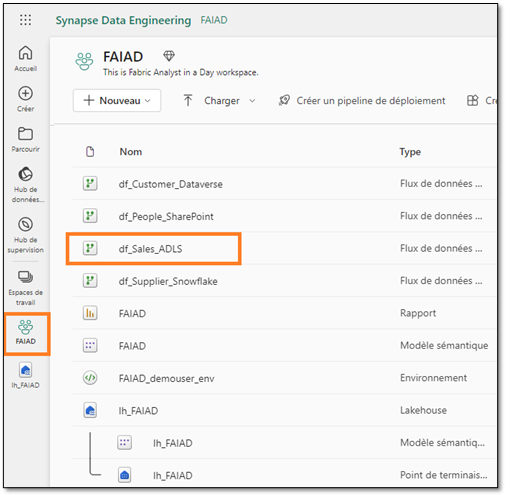 Synapse Data Engineering FAIAD
FAIAD
This is Fabric Analyst in a Day workspace.
Nouveau Charger Créer un pipeline de déploiement Cr
Accueil
Créer
Parcourir
Hub de
données...
Hub de
supervision
Espaces de
travail
FAIAD
lh_FAIAD
Nom Type
df_Customer_Dataverse Flux de données ...
df_People_SharePoint Flux de données ...
df_Sales_ADLS Flux de données ...
df_Supplier_Snowflake Flux de données ...
FAIAD Rapport
FAIAD Modèle sémantique
FAIAD_demouser_env Environnement
lh_FAIAD Lakehouse
lh_FAIAD Modèle sémantiq...
lh_FAIAD Point de terminais...